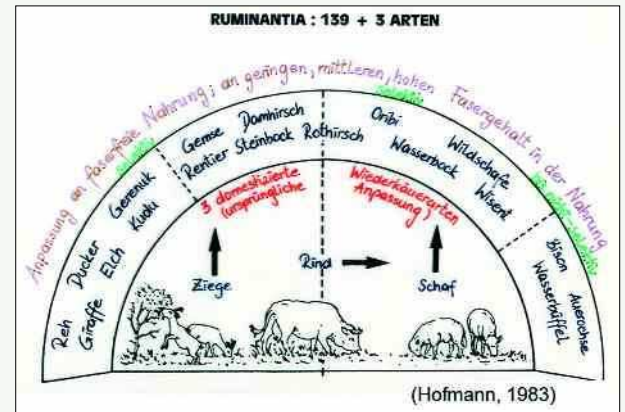 RUMINANTIA : 139 + 3 ARTEN
Anpassung an faserfreie Nahrung; an geringen, mittleren, hohen Fasergehalt in der Nahrung
selektiv
Reh
Giraffe
Ducker
Elch
Gerenuk
Kudu
Gemse Damhirsch
Rentier Steinbock Rothirsch
Oribi
Wasserbock
Wildschafe
Wisent
Bison
Auerochse
Wasserbüffel
3 domestizierte
(ursprüngliche
Wiederkäuerarten
Anpassung)
Ziege
Rind
Schaf
(Hofmann, 1983)